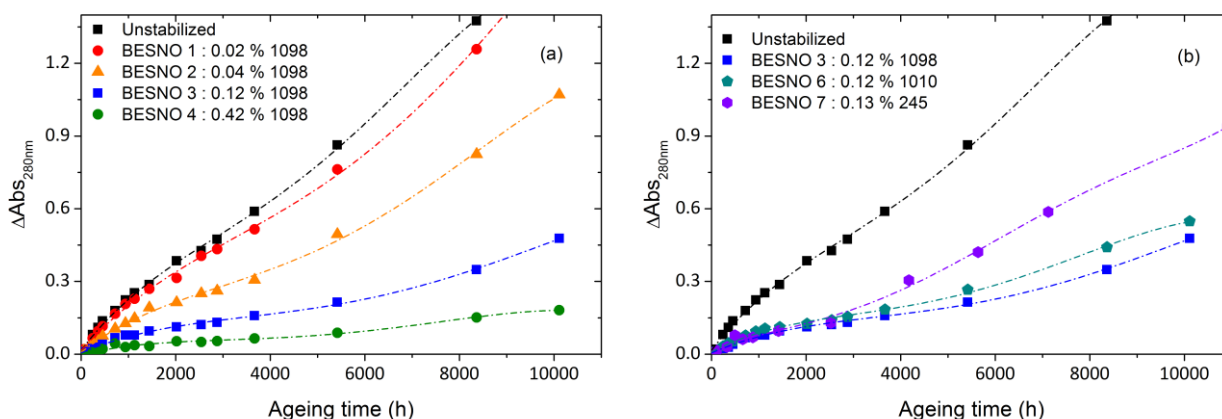 (a)
Unstabilized
BESNO 1 : 0.02 % 1098
BESNO 2 : 0.04 % 1098
BESNO 3 : 0.12 % 1098
BESNO 4 : 0.42 % 1098
ΔAbs280nm
1.2
0.9
0.6
0.3
0.0
0 2000 4000 6000 8000 10000
Ageing time (h)
(b)
Unstabilized
BESNO 3 : 0.12 % 1098
BESNO 6 : 0.12 % 1010
BESNO 7 : 0.13 % 245
ΔAbs280nm
1.2
0.9
0.6
0.3
0.0
0 2000 4000 6000 8000 10000
Ageing time (h)